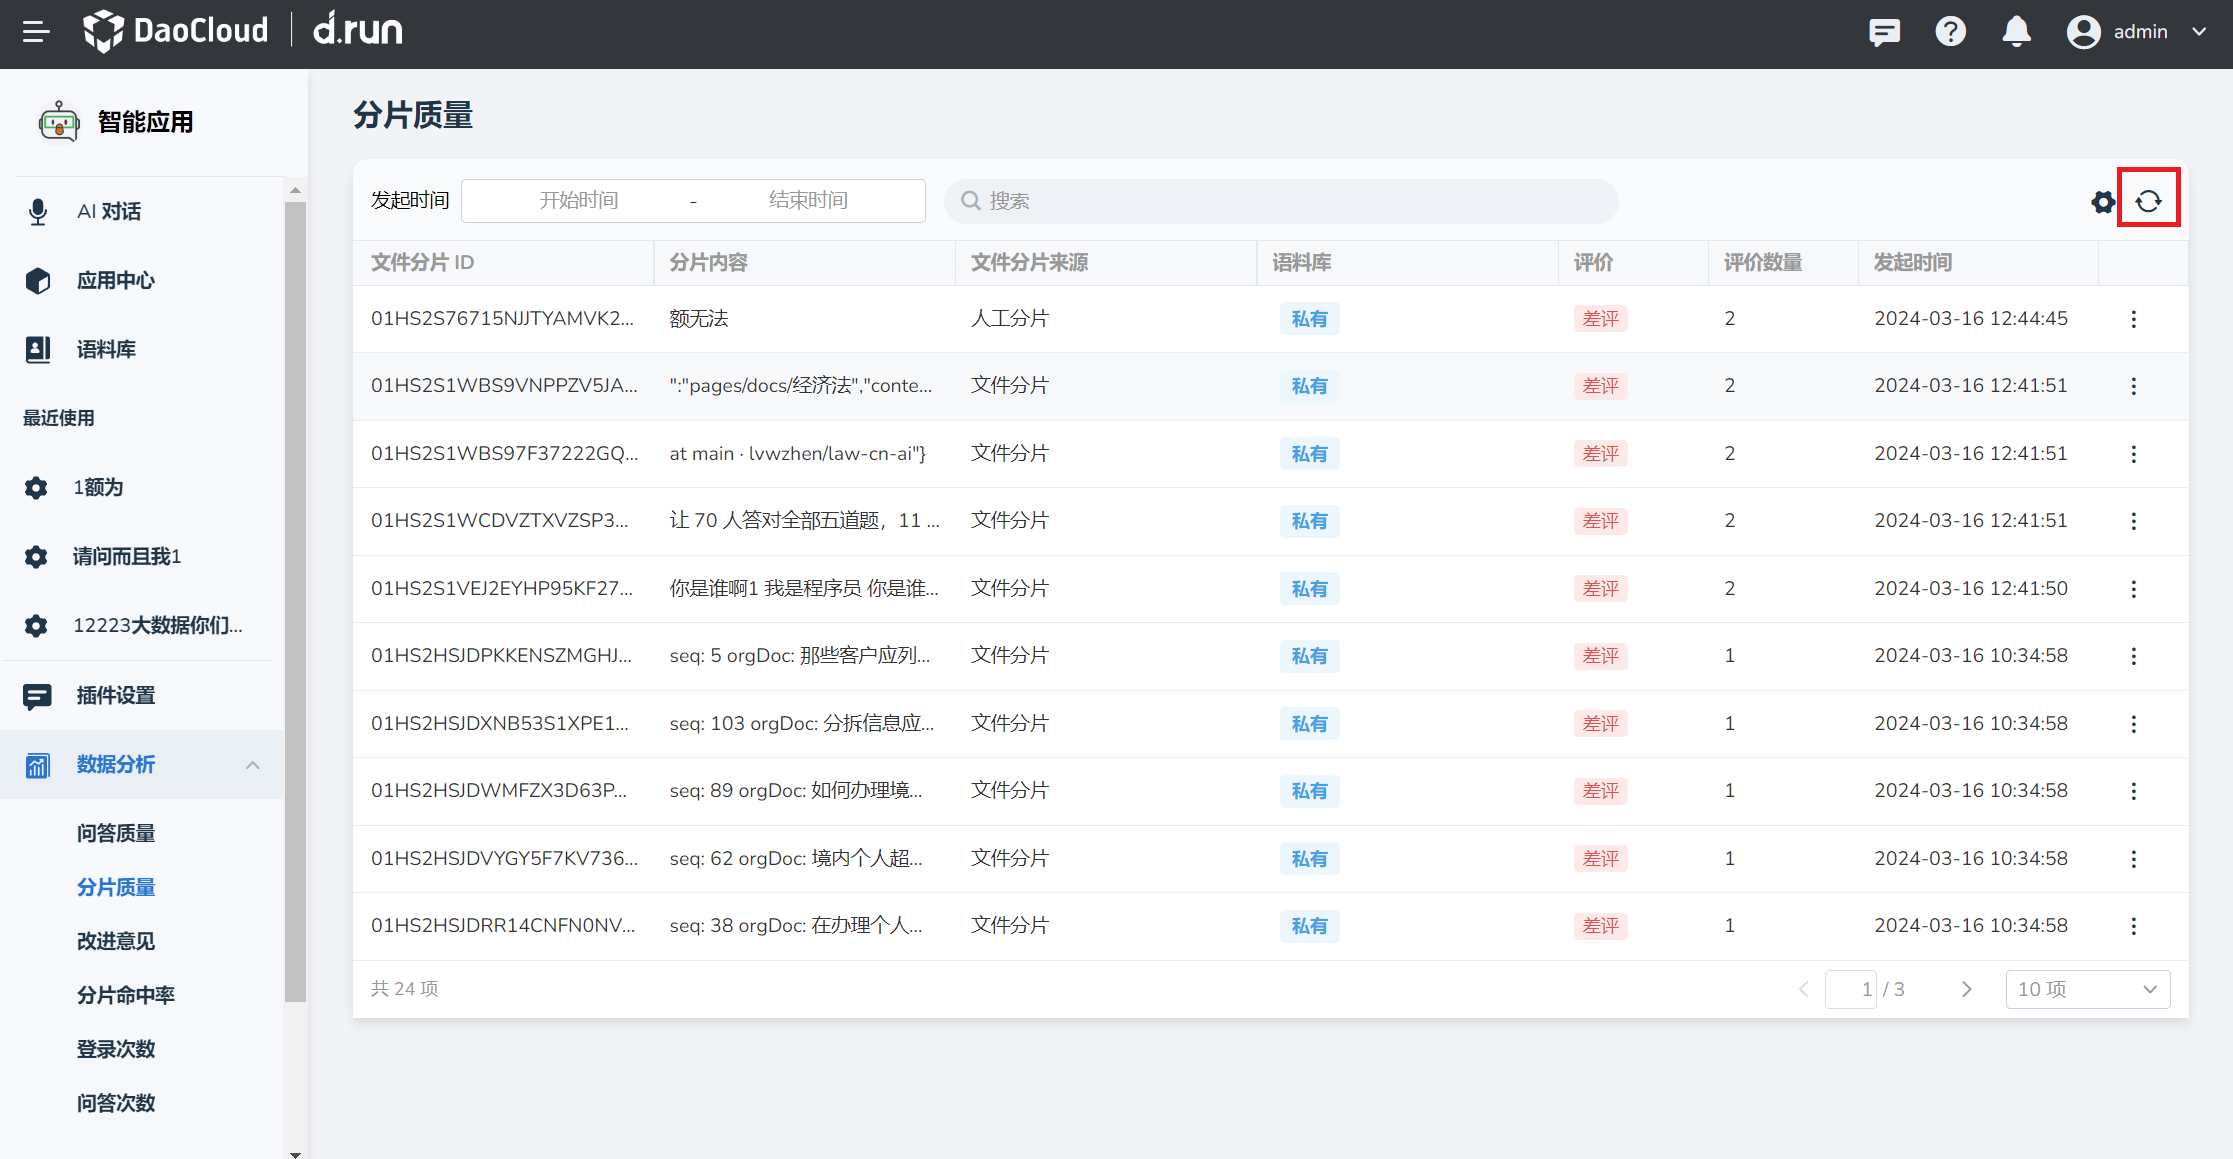 DaoCloud d.run
admin
智能应用
AI 对话
应用中心
语料库
最近使用
1额为
请问而且我1
12223大数据你们...
插件设置
数据分析
问答质量
分片质量
改进意见
分片命中率
登录次数
问答次数
分片质量
发起时间 开始时间 - 结束时间 搜索
文件分片 ID 分片内容 文件分片来源 语料库 评价 评价数量 发起时间
01HS2S76715NJJTYAMVK2... 额无法 人工分片 私有 差评 2 2024-03-16 12:44:45
01HS2S1WBS9VNPPZV5JA... ":"pages/docs/经济法","conte... 文件分片 私有 差评 2 2024-03-16 12:41:51
01HS2S1WBS97F37222GQ... at main · lvwzhen/law-cn-ai"} 文件分片 私有 差评 2 2024-03-16 12:41:51
01HS2S1WCDVZTXVZSP3... 让 70 人答对全部五道题，11 ... 文件分片 私有 差评 2 2024-03-16 12:41:51
01HS2S1VEJ2EYHP95KF27... 你是谁啊1 我是程序员 你是谁... 文件分片 私有 差评 2 2024-03-16 12:41:50
01HS2HSJDPKKENSZMGHJ... seq: 5 orgDoc: 那些客户应列... 文件分片 私有 差评 1 2024-03-16 10:34:58
01HS2HSJDXNB53S1XPE1... seq: 103 orgDoc: 分拆信息应... 文件分片 私有 差评 1 2024-03-16 10:34:58
01HS2HSJDWMFZX3D63P... seq: 89 orgDoc: 如何办理境... 文件分片 私有 差评 1 2024-03-16 10:34:58
01HS2HSJDVYGY5F7KV736... seq: 62 orgDoc: 境内个人超... 文件分片 私有 差评 1 2024-03-16 10:34:58
01HS2HSJDRR14CNFN0NV... seq: 38 orgDoc: 在办理个人... 文件分片 私有 差评 1 2024-03-16 10:34:58
共 24 项 1 / 3 10 项